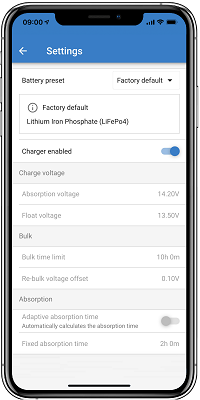 09:00
Settings
Battery preset Factory default
Factory default
Lithium Iron Phosphate (LiFePo4)
Charger enabled
Charge voltage
Absorption voltage 14.20V
Float voltage 13.50V
Bulk
Bulk time limit 10h 0m
Re-bulk voltage offset 0.10V
Absorption
Adaptive absorption time
Automatically calculates the absorption time
Fixed absorption time 2h 0m